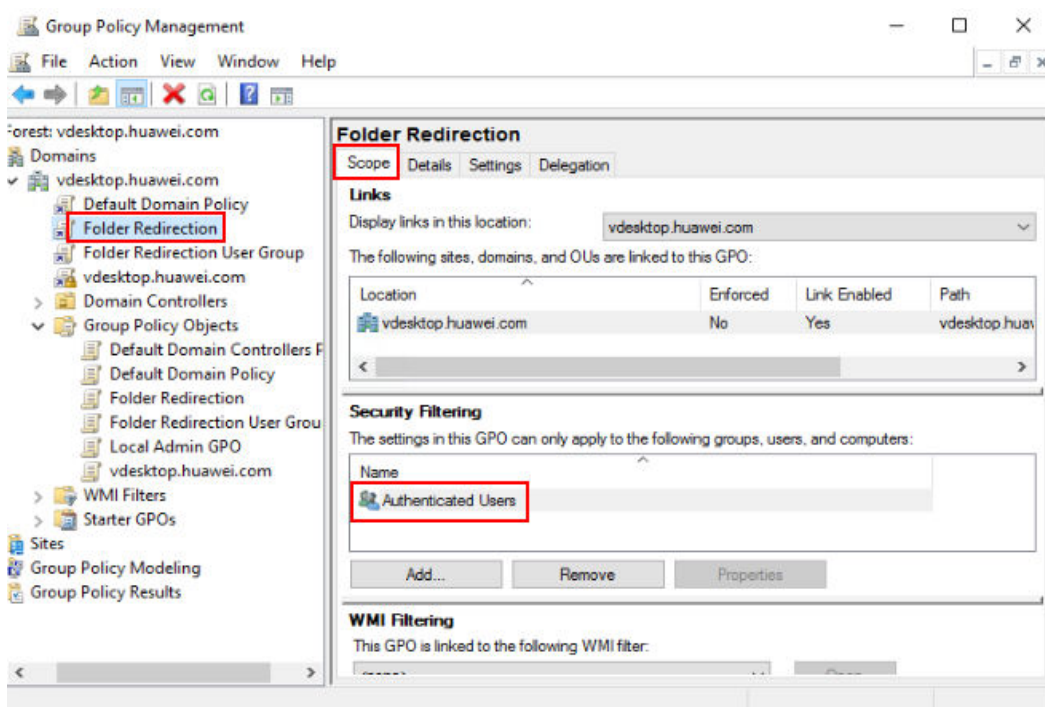 Group Policy Management
File Action View Window Help
Forest: vdesktop.huawei.com
Domains
vdesktop.huawei.com
Default Domain Policy
Folder Redirection
Folder Redirection User Group
vdesktop.huawei.com
Domain Controllers
Group Policy Objects
Default Domain Controllers P
Default Domain Policy
Folder Redirection
Folder Redirection User Grou
Local Admin GPO
vdesktop.huawei.com
WMI Filters
Starter GPOs
Sites
Group Policy Modeling
Group Policy Results
Folder Redirection
Scope Details Settings Delegation
Links
Display links in this location: vdesktop.huawei.com
The following sites, domains, and OUs are linked to this GPO:
Location Enforced Link Enabled Path
vdesktop.huawei.com No Yes vdesktop.huav
Security Filtering
The settings in this GPO can only apply to the following groups, users, and computers:
Name
Authenticated Users
Add... Remove Properties
WMI Filtering
This GPO is linked to the following WMI filter: